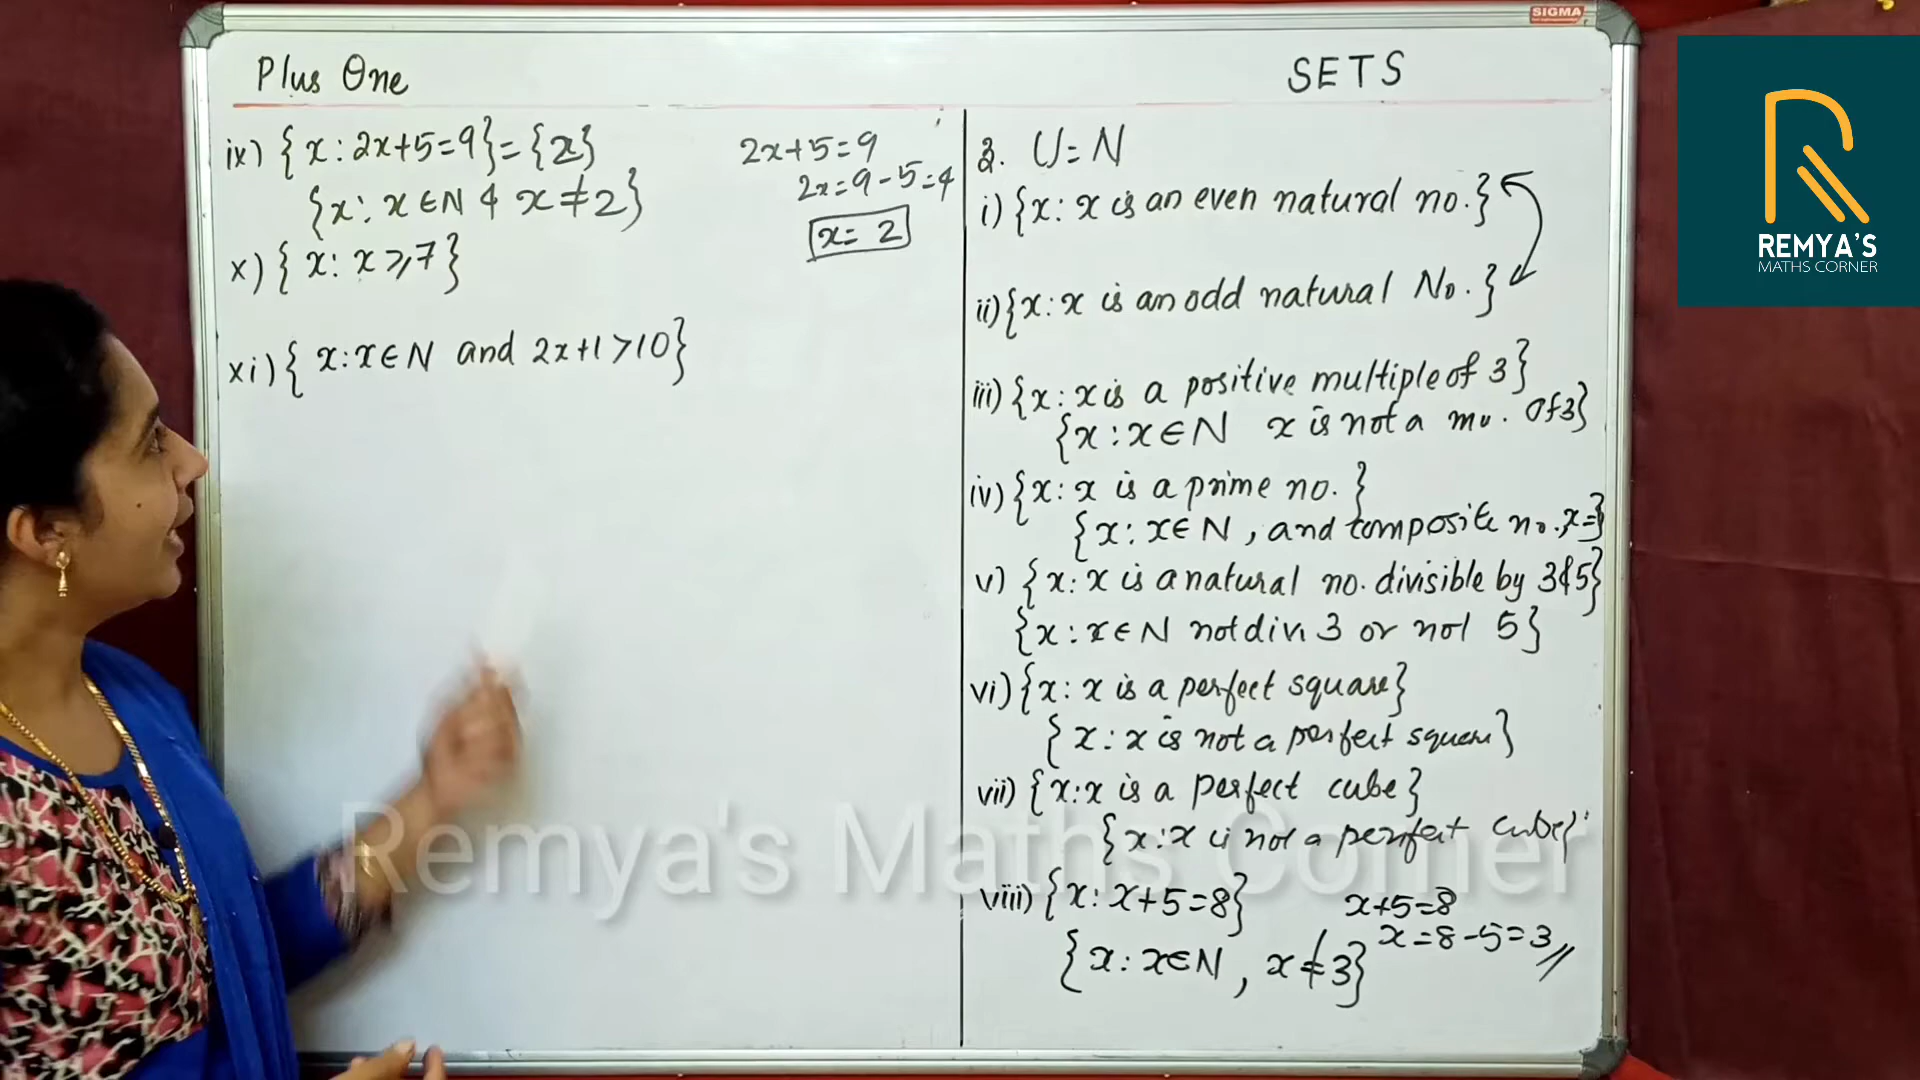 SIGMA
Plus One
SETS
ix) { x : 2x+5=9} = {2}
{x : x ∈ N & x ≠ 2}
x) { x : x ⩾ 7 }
xi) { x : x ∈ N and 2x+1 > 10 }
2x+5=9
2x=9-5=4
x= 2
3. U = N
i) {x : x is an even natural no.}
ii) {x : x is an odd natural No. }
iii) {x : x is a positive multiple of 3 }
{x : x ∈ N x is not a mu. of 3}
iv) {x : x is a prime no. }
{x : x ∈ N , and composite no., x=}
v) { x : x is a natural no. divisible by 3&5}
{x : x ∈ N not div. 3 or not 5 }
vi) {x : x is a perfect square}
{ x : x is not a perfect square}
vii) {x : x is a perfect cube }
{x : x is not a perfect cube}
viii) {x : x+5=8}
x+5=8
x=8-5=3
{x : x∈N, x≠3}
REMYA'S
MATHS CORNER
Remya's Maths Corner